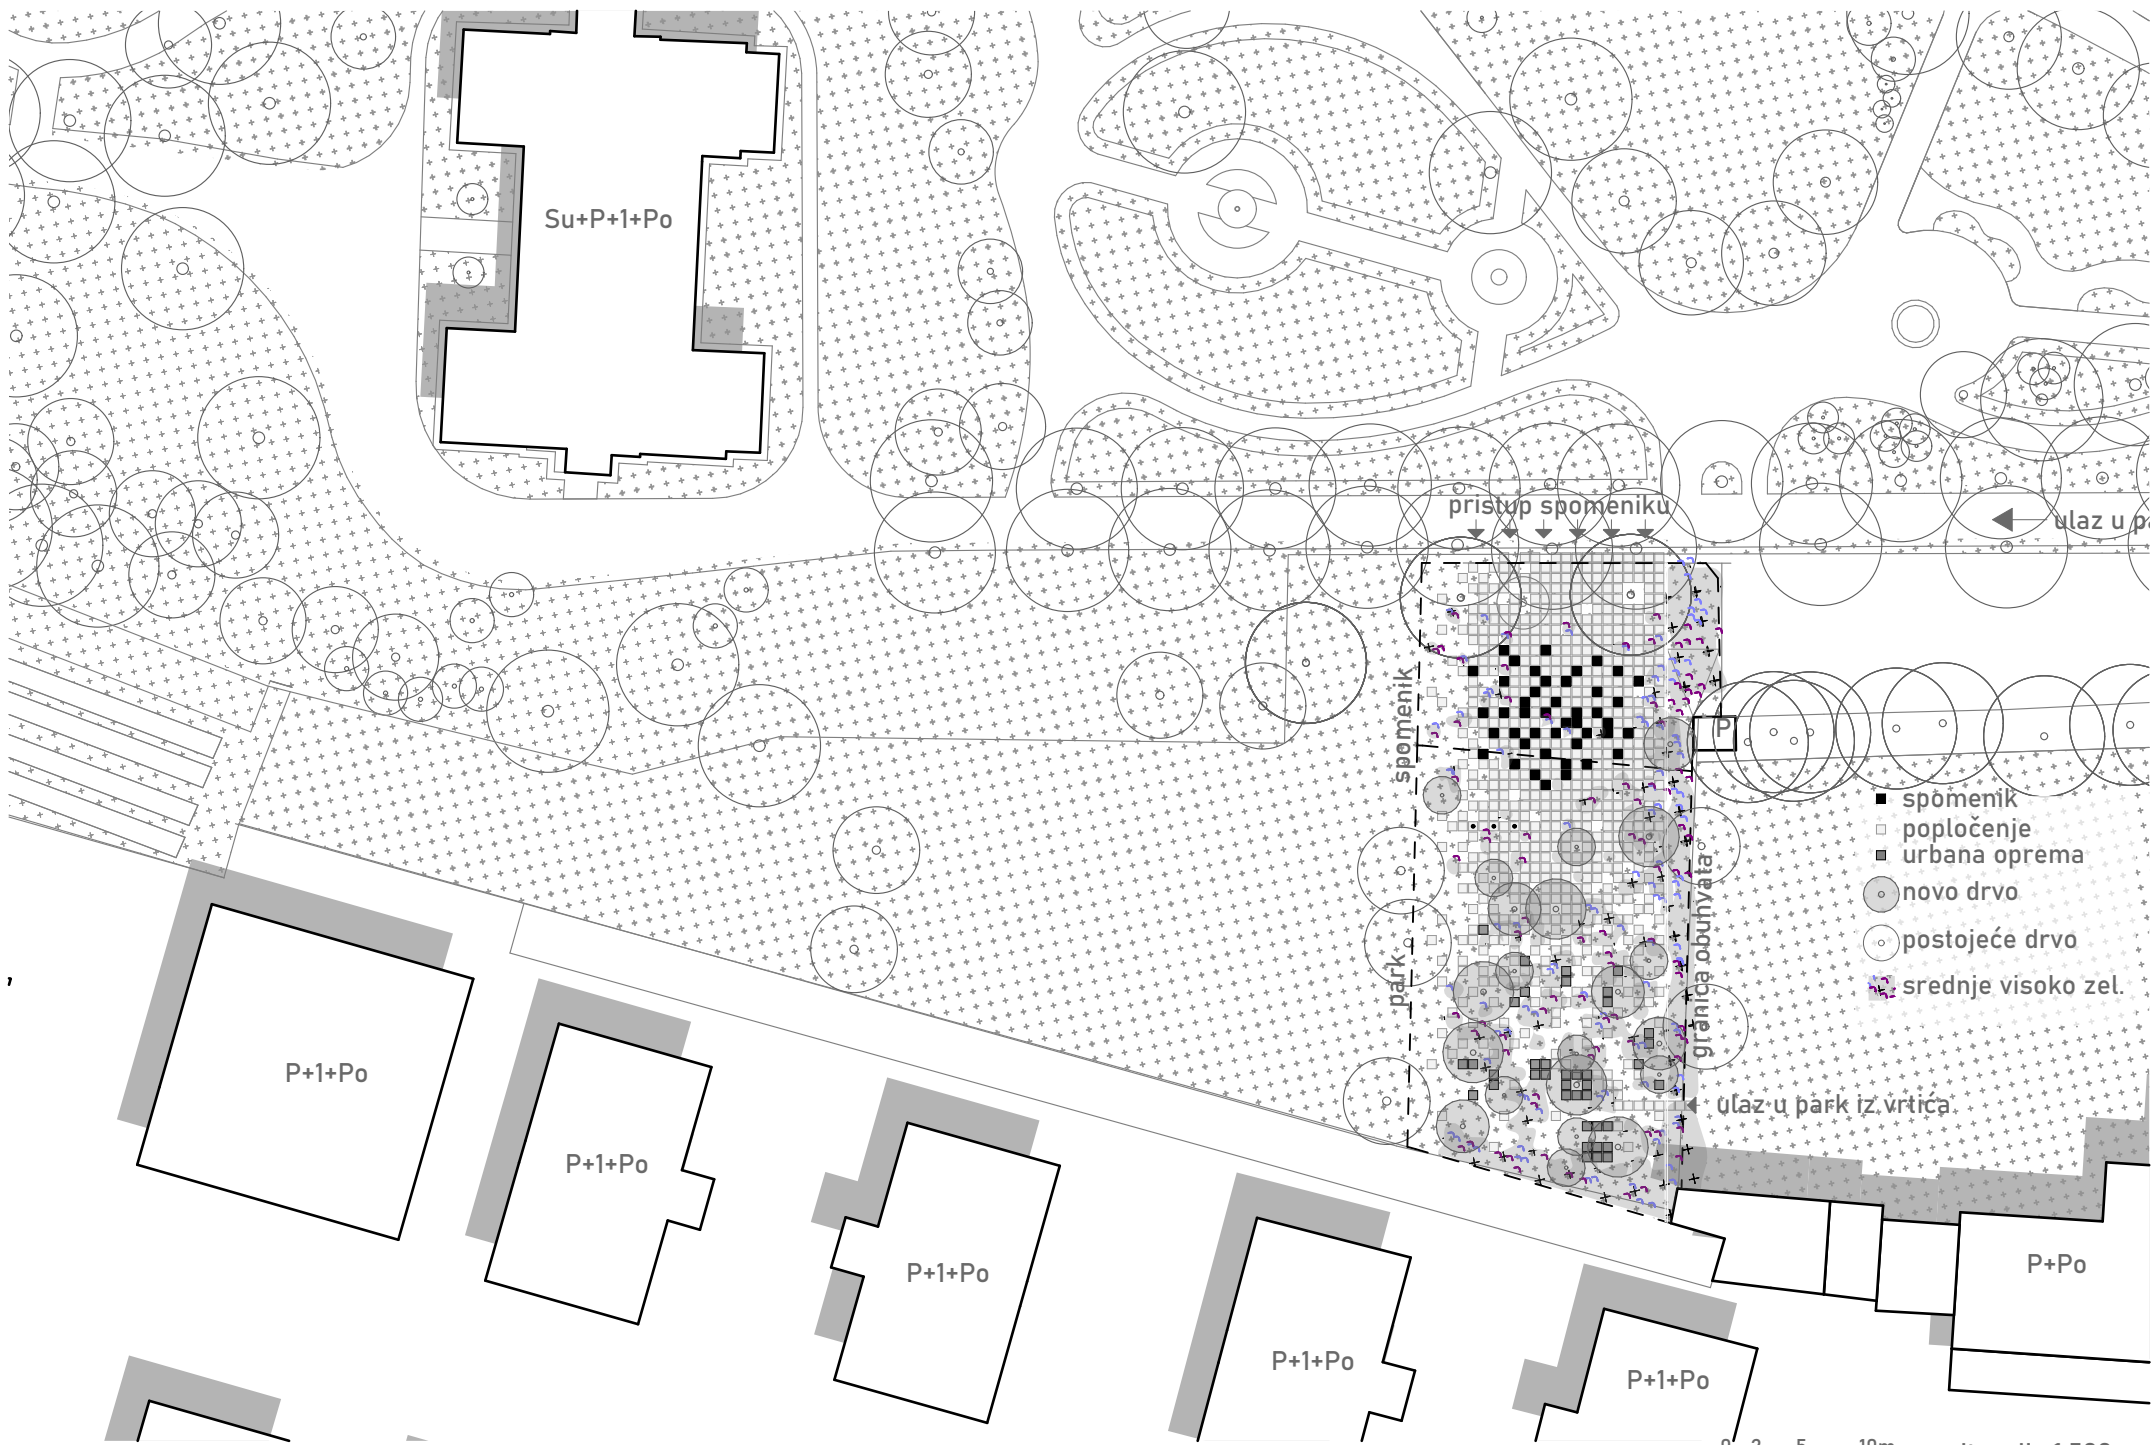 Su+P+1+Po
pristup spomeniku
ulaz u
spomenik
P
spomenik
popločenje
urbana oprema
novo drvo
postojeće drvo
srednje visoko zel.
park
granica obuhvata
ulaz u park iz vrtića
P+1+Po
P+1+Po
P+1+Po
P+1+Po
P+1+Po
P+Po